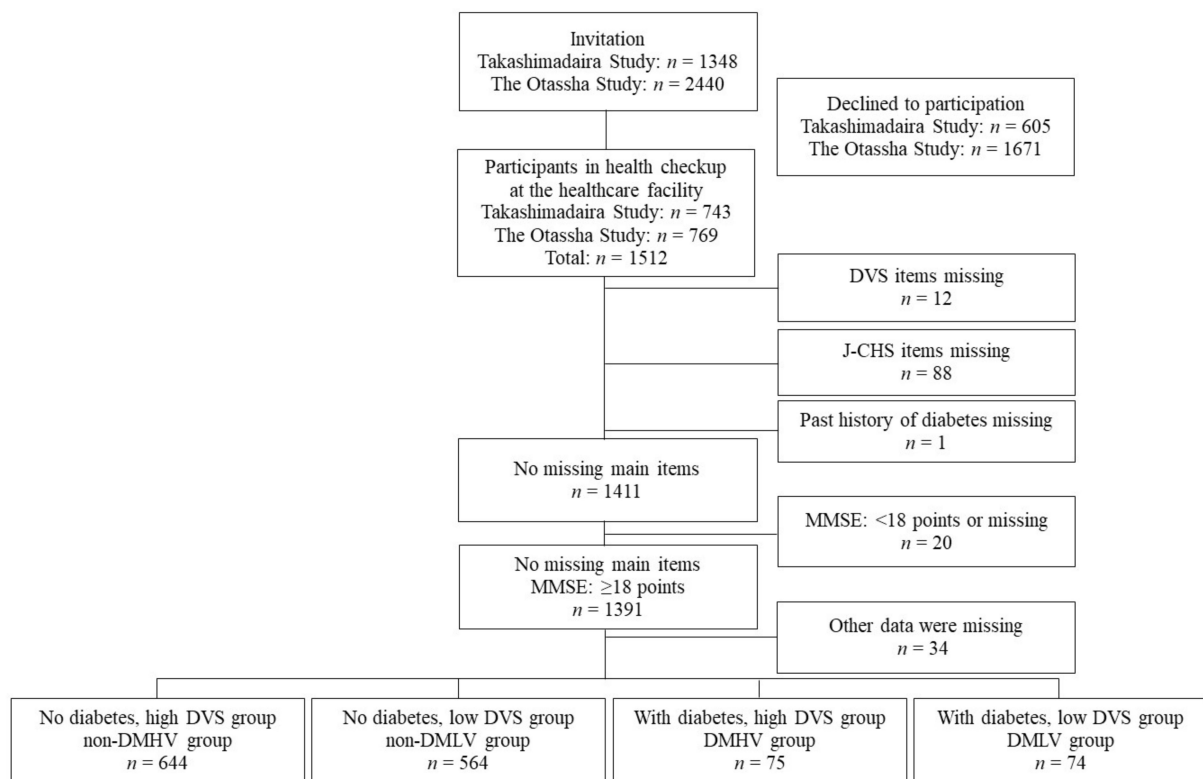 Invitation
Takashimadaira Study: n = 1348
The Otassha Study: n = 2440
Declined to participation
Takashimadaira Study: n = 605
The Otassha Study: n = 1671
Participants in health checkup
at the healthcare facility
Takashimadaira Study: n = 743
The Otassha Study: n = 769
Total: n = 1512
DVS items missing
n = 12
J-CHS items missing
n = 88
Past history of diabetes missing
n = 1
No missing main items
n = 1411
MMSE: <18 points or missing
n = 20
No missing main items
MMSE: ≥18 points
n = 1391
Other data were missing
n = 34
No diabetes, high DVS group
non-DMHV group
n = 644
No diabetes, low DVS group
non-DMLV group
n = 564
With diabetes, high DVS group
DMHV group
n = 75
With diabetes, low DVS group
DMLV group
n = 74